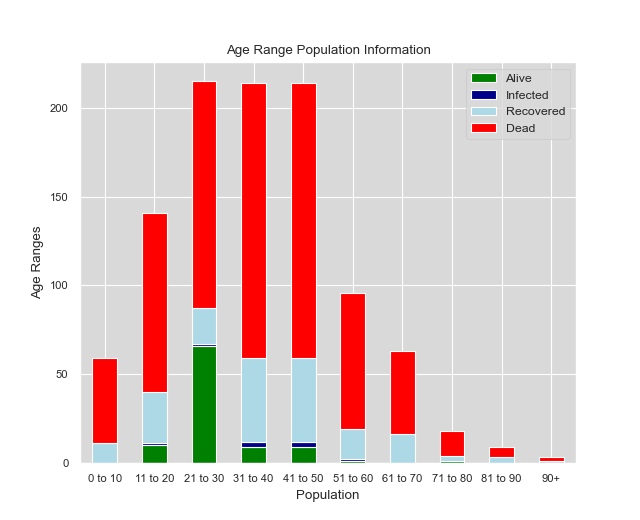 Age Range Population Information
Alive
Infected
Recovered
Dead
200
150
100
50
0
Age Ranges
0 to 10 11 to 20 21 to 30 31 to 40 41 to 50 51 to 60 61 to 70 71 to 80 81 to 90 90+
Population